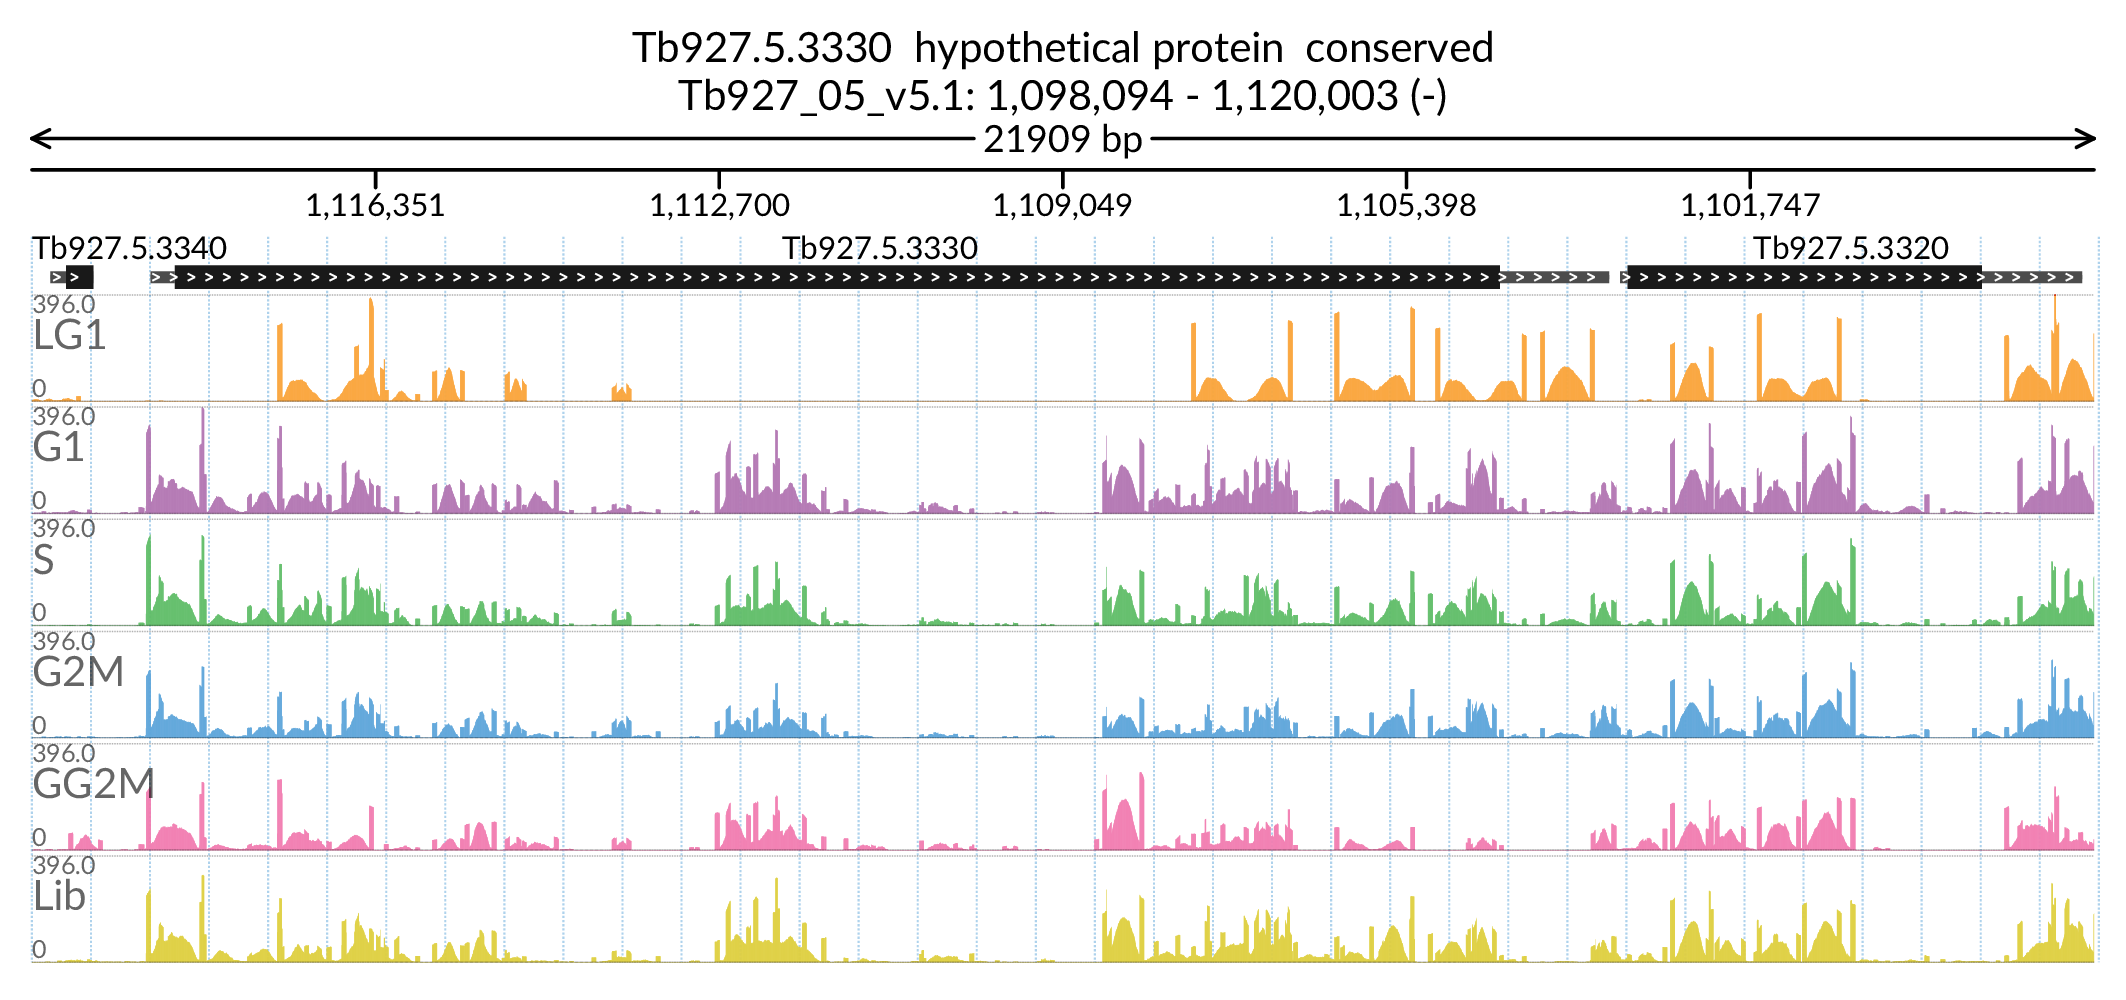 Tb927.5.3330  hypothetical protein  conserved
Tb927_05_v5.1: 1,098,094 - 1,120,003 (-)
21909 bp
1,116,351 1,112,700 1,109,049 1,105,398 1,101,747
Tb927.5.3340 Tb927.5.3330 Tb927.5.3320
396.0
LG1
0
396.0
G1
0
396.0
S
0
396.0
G2M
0
396.0
GG2M
0
396.0
Lib
0